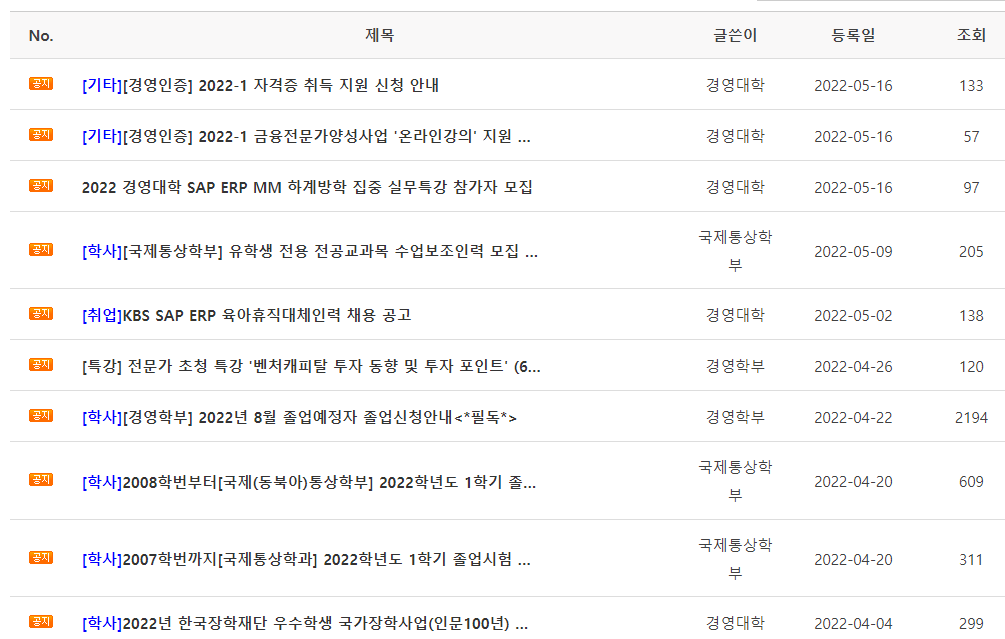 No. 제목 글쓴이 등록일 조회
공지 [기타][경영인증] 2022-1 자격증 취득 지원 신청 안내 경영대학 2022-05-16 133
공지 [기타][경영인증] 2022-1 금융전문가양성사업 '온라인강의' 지원 ... 경영대학 2022-05-16 57
공지 2022 경영대학 SAP ERP MM 하계방학 집중 실무특강 참가자 모집 경영대학 2022-05-16 97
공지 [학사][국제통상학부] 유학생 전용 전공교과목 수업보조인력 모집 ... 국제통상학
부 2022-05-09 205
공지 [취업]KBS SAP ERP 육아휴직대체인력 채용 공고 경영대학 2022-05-02 138
공지 [특강] 전문가 초청 특강 '벤처캐피탈 투자 동향 및 투자 포인트' (6... 경영학부 2022-04-26 120
공지 [학사][경영학부] 2022년 8월 졸업예정자 졸업신청안내<*필독*> 경영학부 2022-04-22 2194
공지 [학사]2008학번부터[국제(동북아)통상학부] 2022학년도 1학기 졸... 국제통상학
부 2022-04-20 609
공지 [학사]2007학번까지[국제통상학과] 2022학년도 1학기 졸업시험 ... 국제통상학
부 2022-04-20 311
공지 [학사]2022년 한국장학재단 우수학생 국가장학사업(인문100년) ... 경영대학 2022-04-04 299